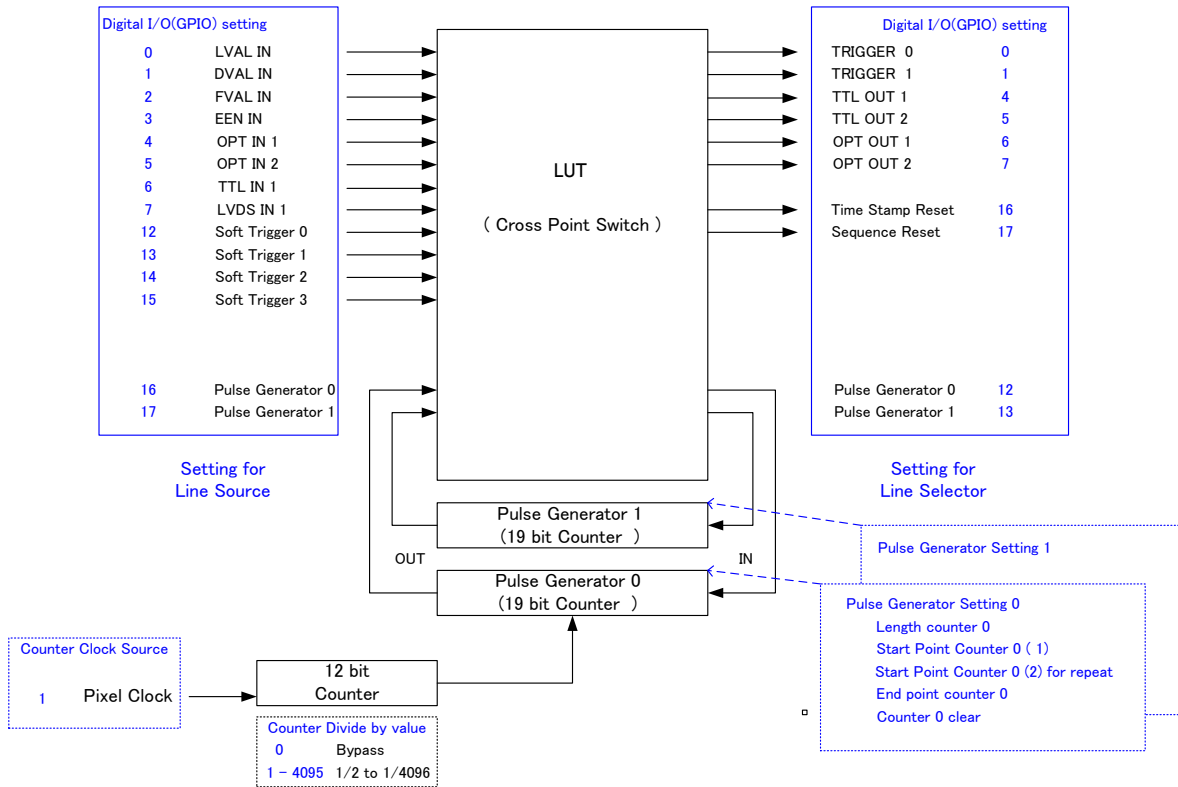 Digital I/O(GPIO) setting
0 LVAL IN
1 DVAL IN
2 FVAL IN
3 EEN IN
4 OPT IN 1
5 OPT IN 2
6 TTL IN 1
7 LVDS IN 1
12 Soft Trigger 0
13 Soft Trigger 1
14 Soft Trigger 2
15 Soft Trigger 3
16 Pulse Generator 0
17 Pulse Generator 1
Setting for
Line Source
LUT
( Cross Point Switch )
Digital I/O(GPIO) setting
TRIGGER 0 0
TRIGGER 1 1
TTL OUT 1 4
TTL OUT 2 5
OPT OUT 1 6
OPT OUT 2 7
Time Stamp Reset 16
Sequence Reset 17
Pulse Generator 0 12
Pulse Generator 1 13
Setting for
Line Selector
Pulse Generator 1
(19 bit Counter )
OUT
IN
Pulse Generator 0
(19 bit Counter )
Pulse Generator Setting 1
Pulse Generator Setting 0
Length counter 0
Start Point Counter 0 ( 1)
Start Point Counter 0 (2) for repeat
End point counter 0
Counter 0 clear
Counter Clock Source
1 Pixel Clock
12 bit
Counter
Counter Divide by value
0 Bypass
1 - 4095 1/2 to 1/4096